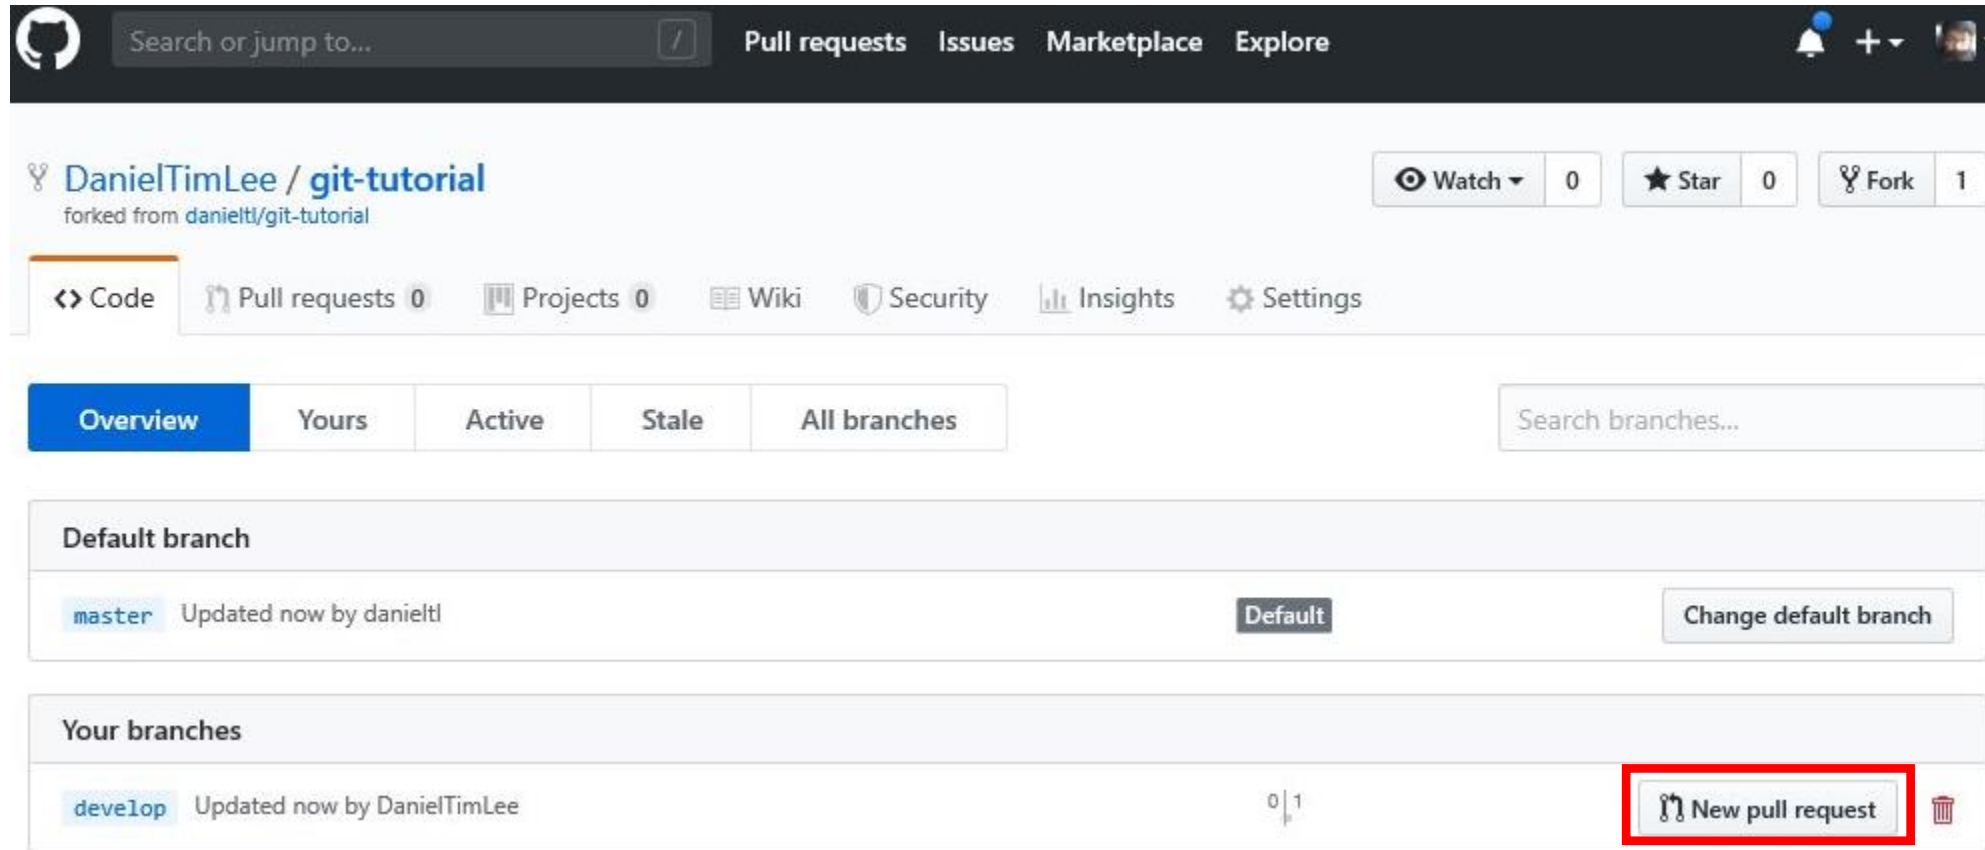 Search or jump to... / Pull requests Issues Marketplace Explore
DanielTimLee / git-tutorial Watch 0 Star 0 Fork 1
forked from danieltl/git-tutorial
<> Code Pull requests 0 Projects 0 Wiki Security Insights Settings
Overview Yours Active Stale All branches Search branches...
Default branch
master Updated now by danieltl Default Change default branch
Your branches
develop Updated now by DanielTimLee 0 | 1 New pull request